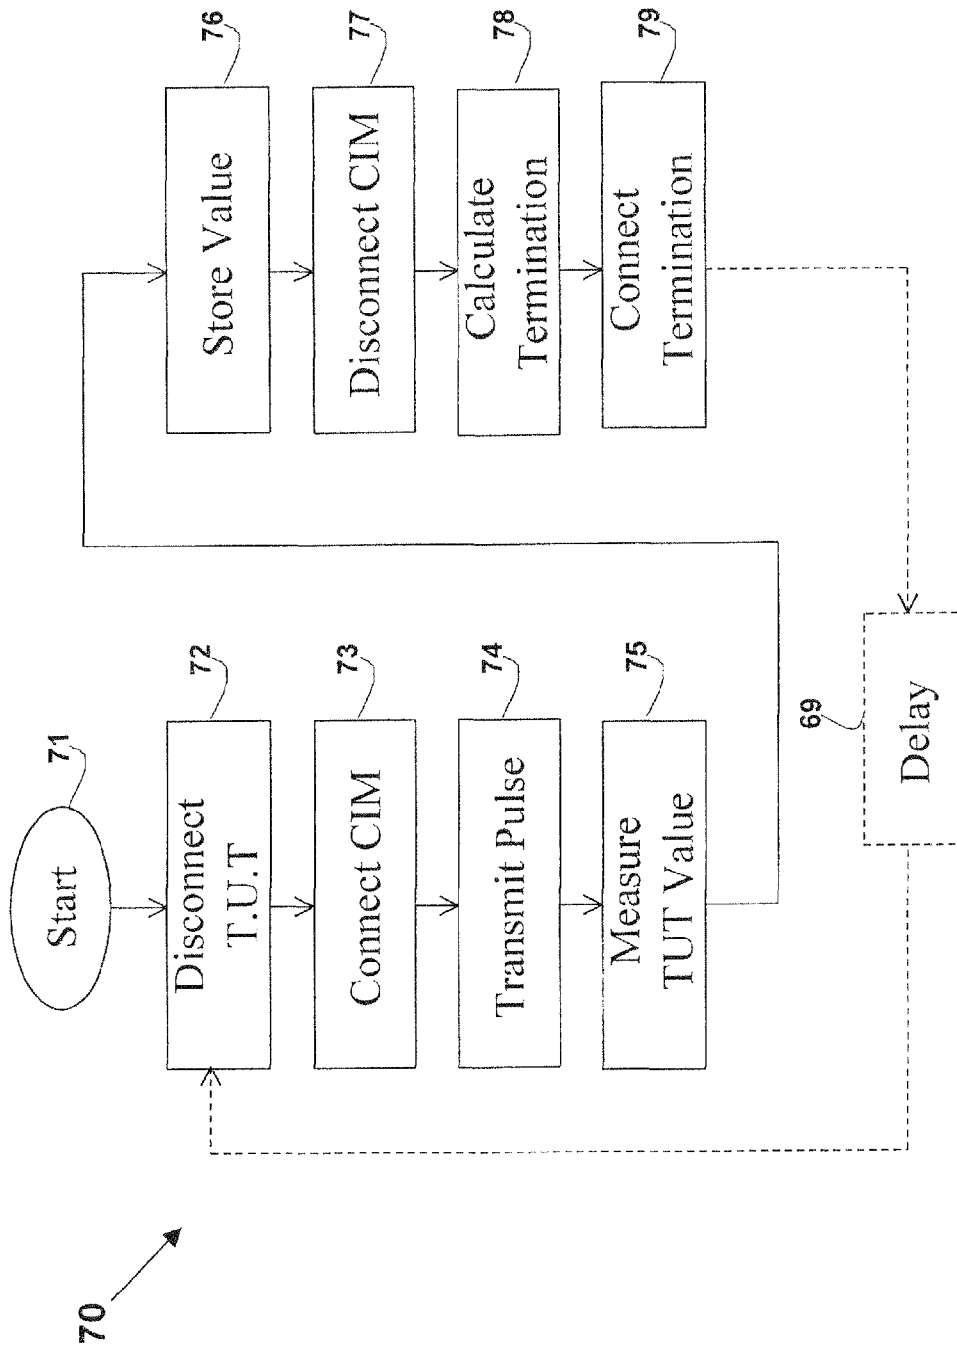 70
Start
71
Disconnect
T.U.T
72
Connect CIM
73
Transmit Pulse
74
Measure
TUT Value
75
Store Value
76
Disconnect CIM
77
Calculate
Termination
78
Connect
Termination
79
Delay
69